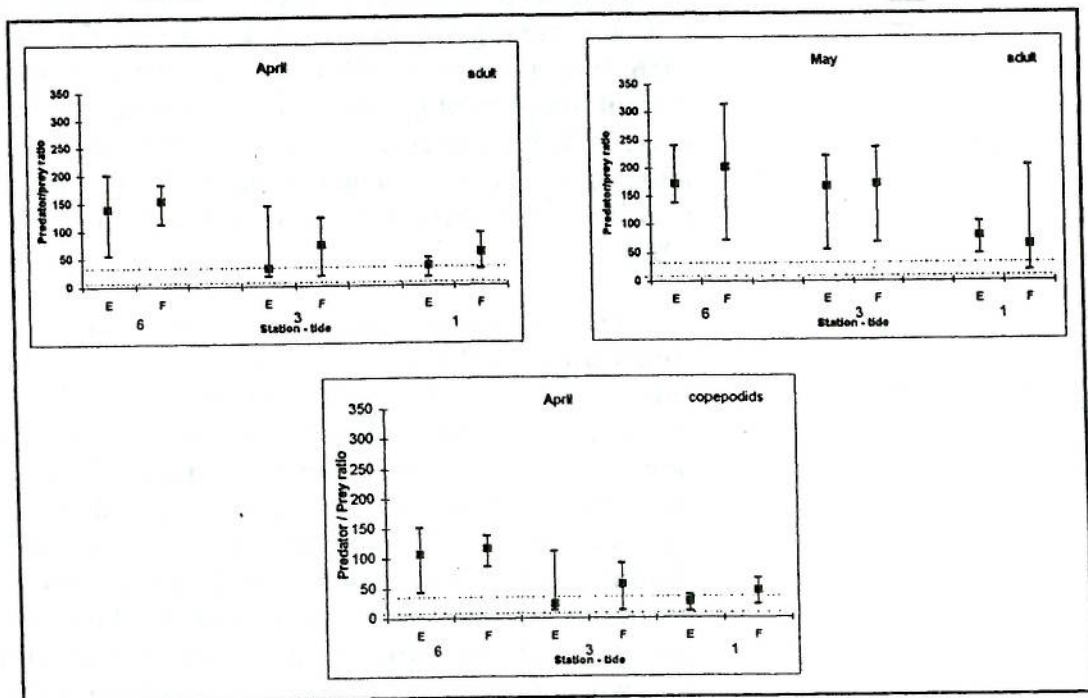 April
adult
Predator/prey ratio
350
300
250
200
150
100
50
0
E F E F E F
6 3 1
Station - tide
May
adult
Predator/prey ratio
350
300
250
200
150
100
50
0
E F E F E F
6 3 1
Station - tide
April
copepodids
Predator / Prey ratio
350
300
250
200
150
100
50
0
E F E F E F
6 3 1
Station - tide